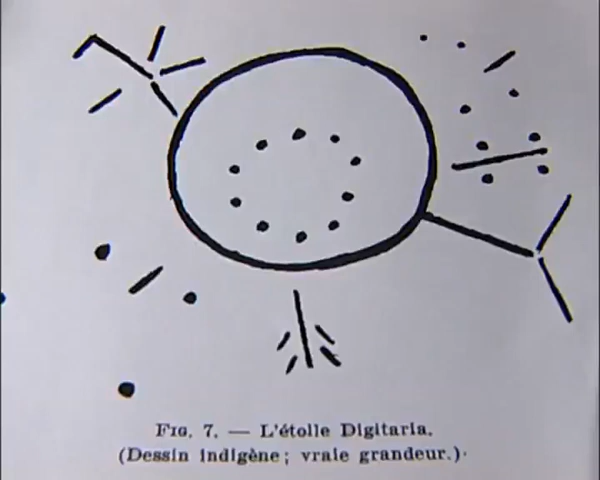 FIG. 7. — L'étoile Digitaria.
(Dessin indigène ; vraie grandeur.)